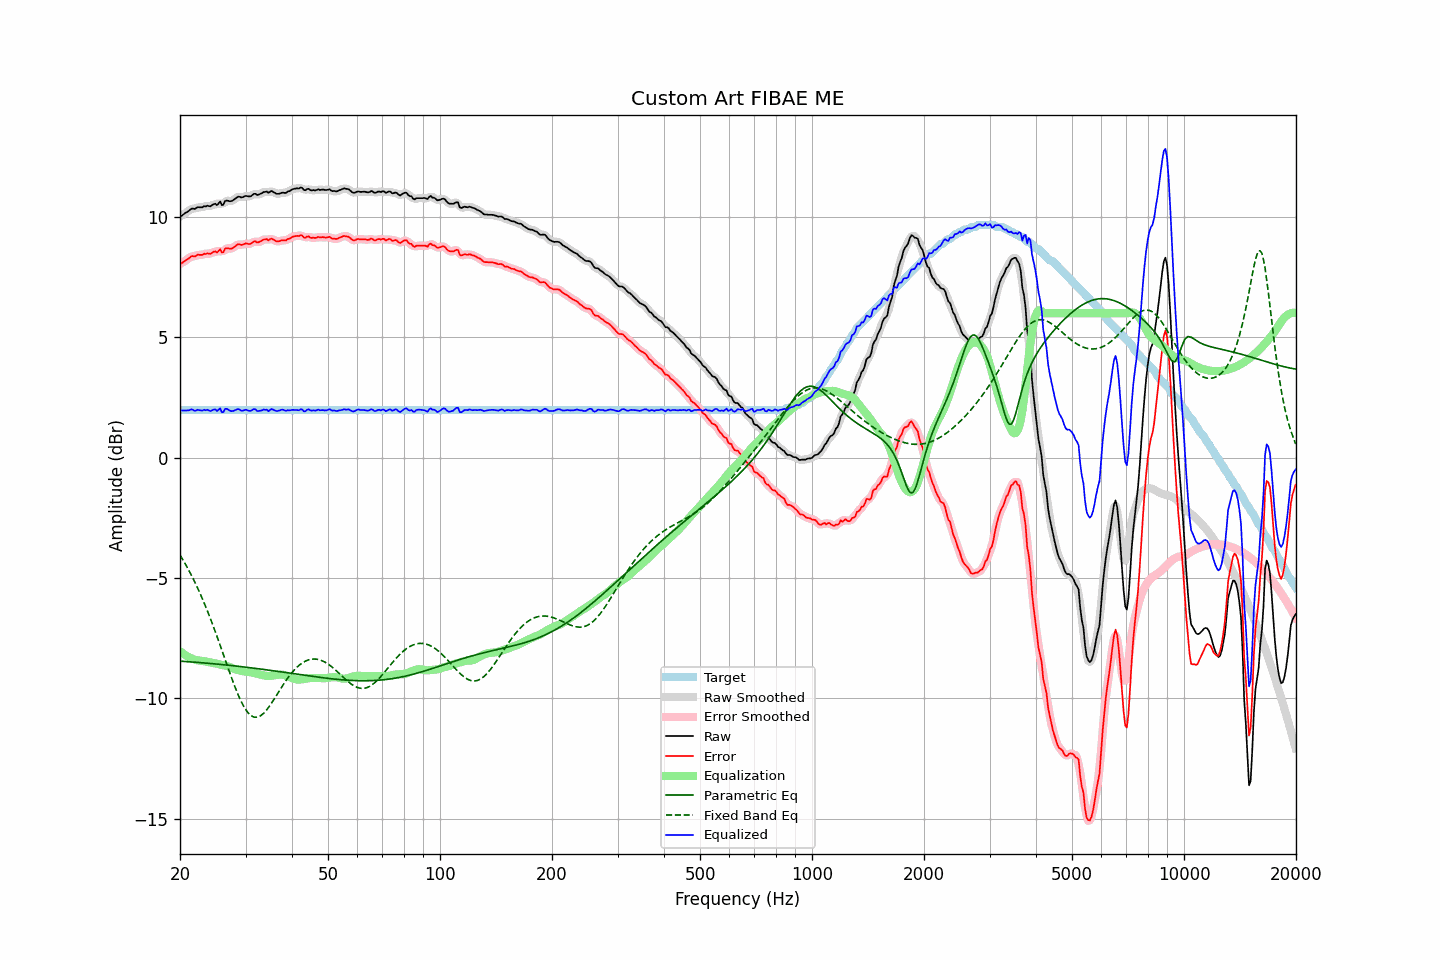 Custom Art FIBAE ME
Amplitude (dBr)
10
5
0
−5
−10
−15
Target
Raw Smoothed
Error Smoothed
Raw
Error
Equalization
Parametric Eq
Fixed Band Eq
Equalized
20 50 100 200 500 1000 2000 5000 10000 20000
Frequency (Hz)